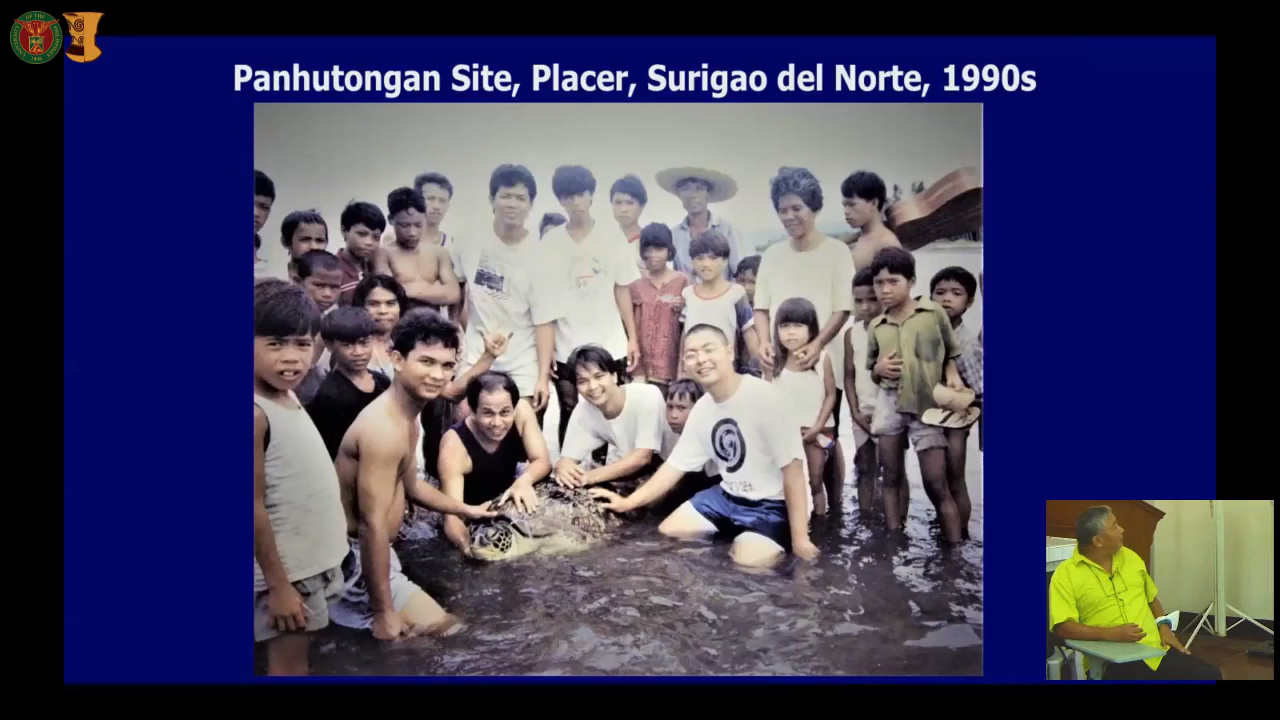 Panhutongan Site, Placer, Surigao del Norte, 1990s